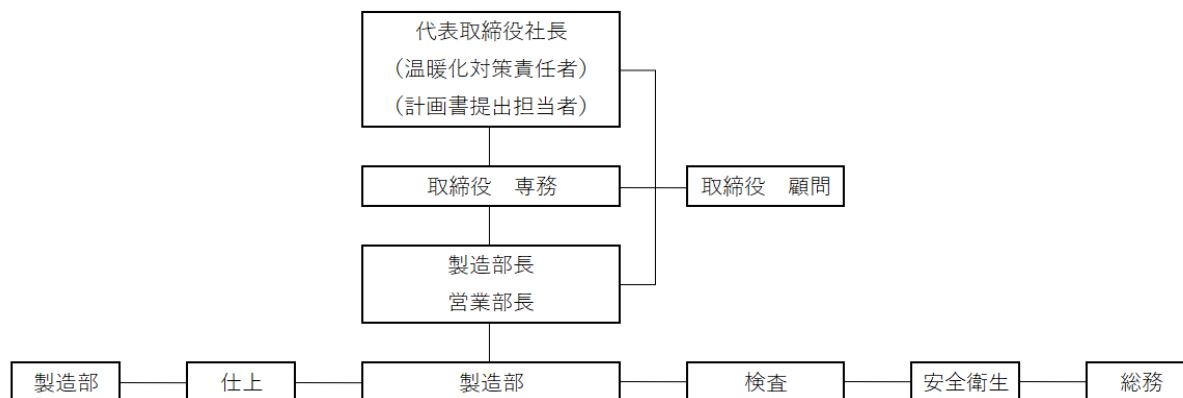 代表取締役社長
（温暖化対策責任者）
（計画書提出担当者）
取締役　専務
取締役　顧問
製造部長
営業部長
製造部
仕上
製造部
検査
安全衛生
総務